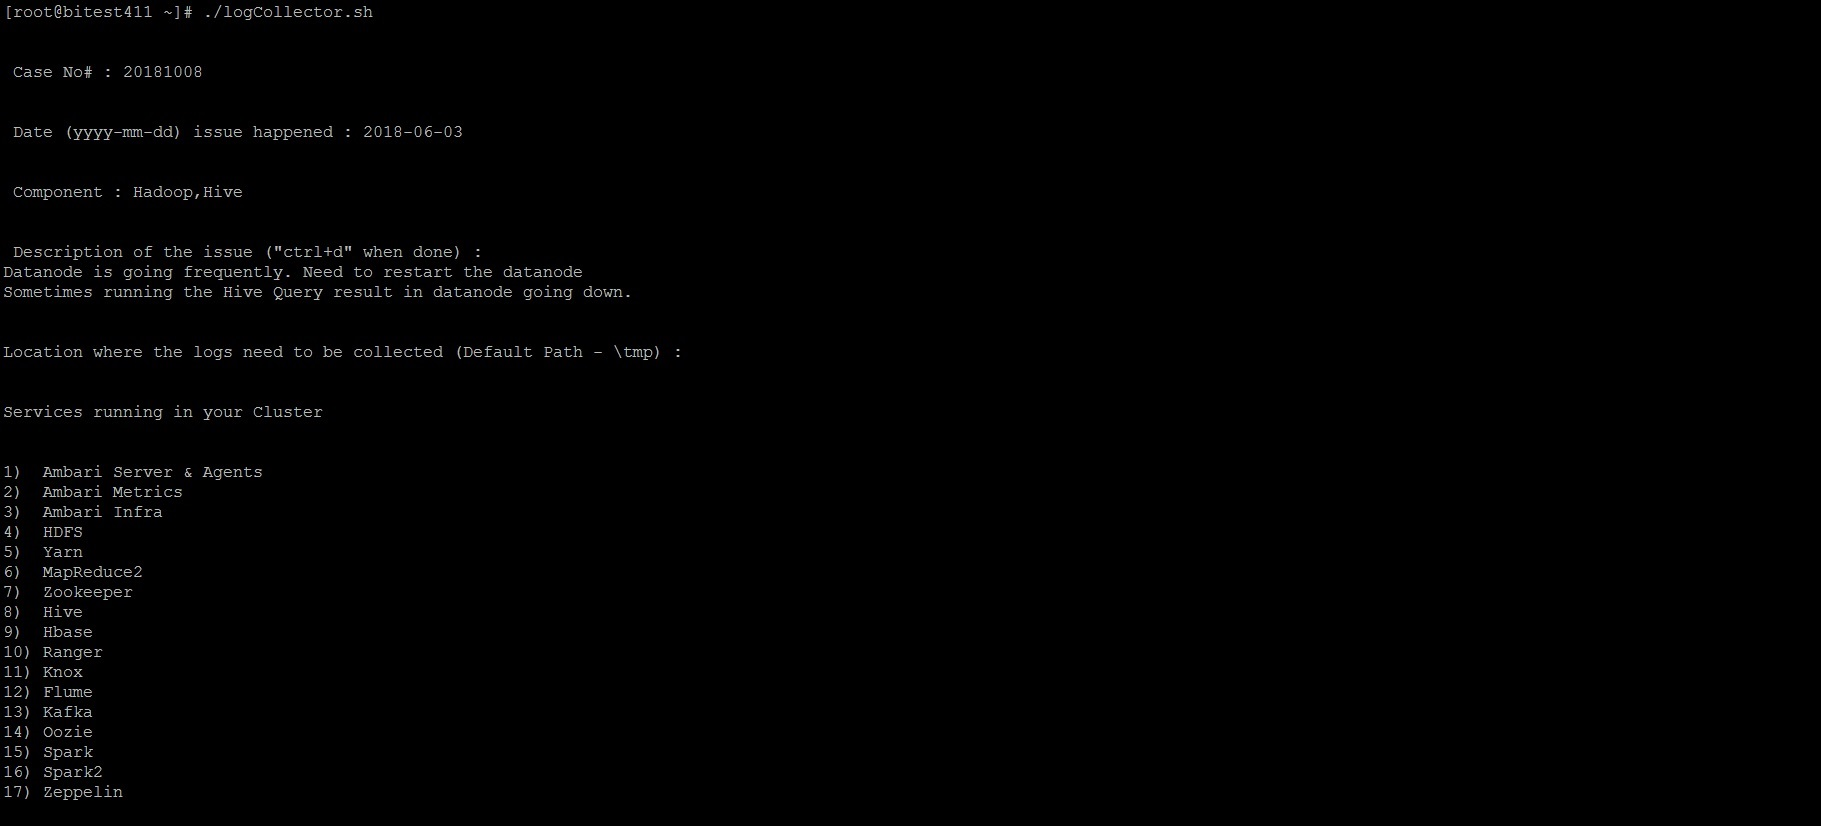 [root@bitest411 ~]# ./logCollector.sh
Case No# : 20181008
Date (yyyy-mm-dd) issue happened : 2018-06-03
Component : Hadoop,Hive
Description of the issue ("ctrl+d" when done) :
Datanode is going frequently. Need to restart the datanode
Sometimes running the Hive Query result in datanode going down.
Location where the logs need to be collected (Default Path - \tmp) :
Services running in your Cluster
1)  Ambari Server & Agents
2)  Ambari Metrics
3)  Ambari Infra
4)  HDFS
5)  Yarn
6)  MapReduce2
7)  Zookeeper
8)  Hive
9)  Hbase
10) Ranger
11) Knox
12) Flume
13) Kafka
14) Oozie
15) Spark
16) Spark2
17) Zeppelin